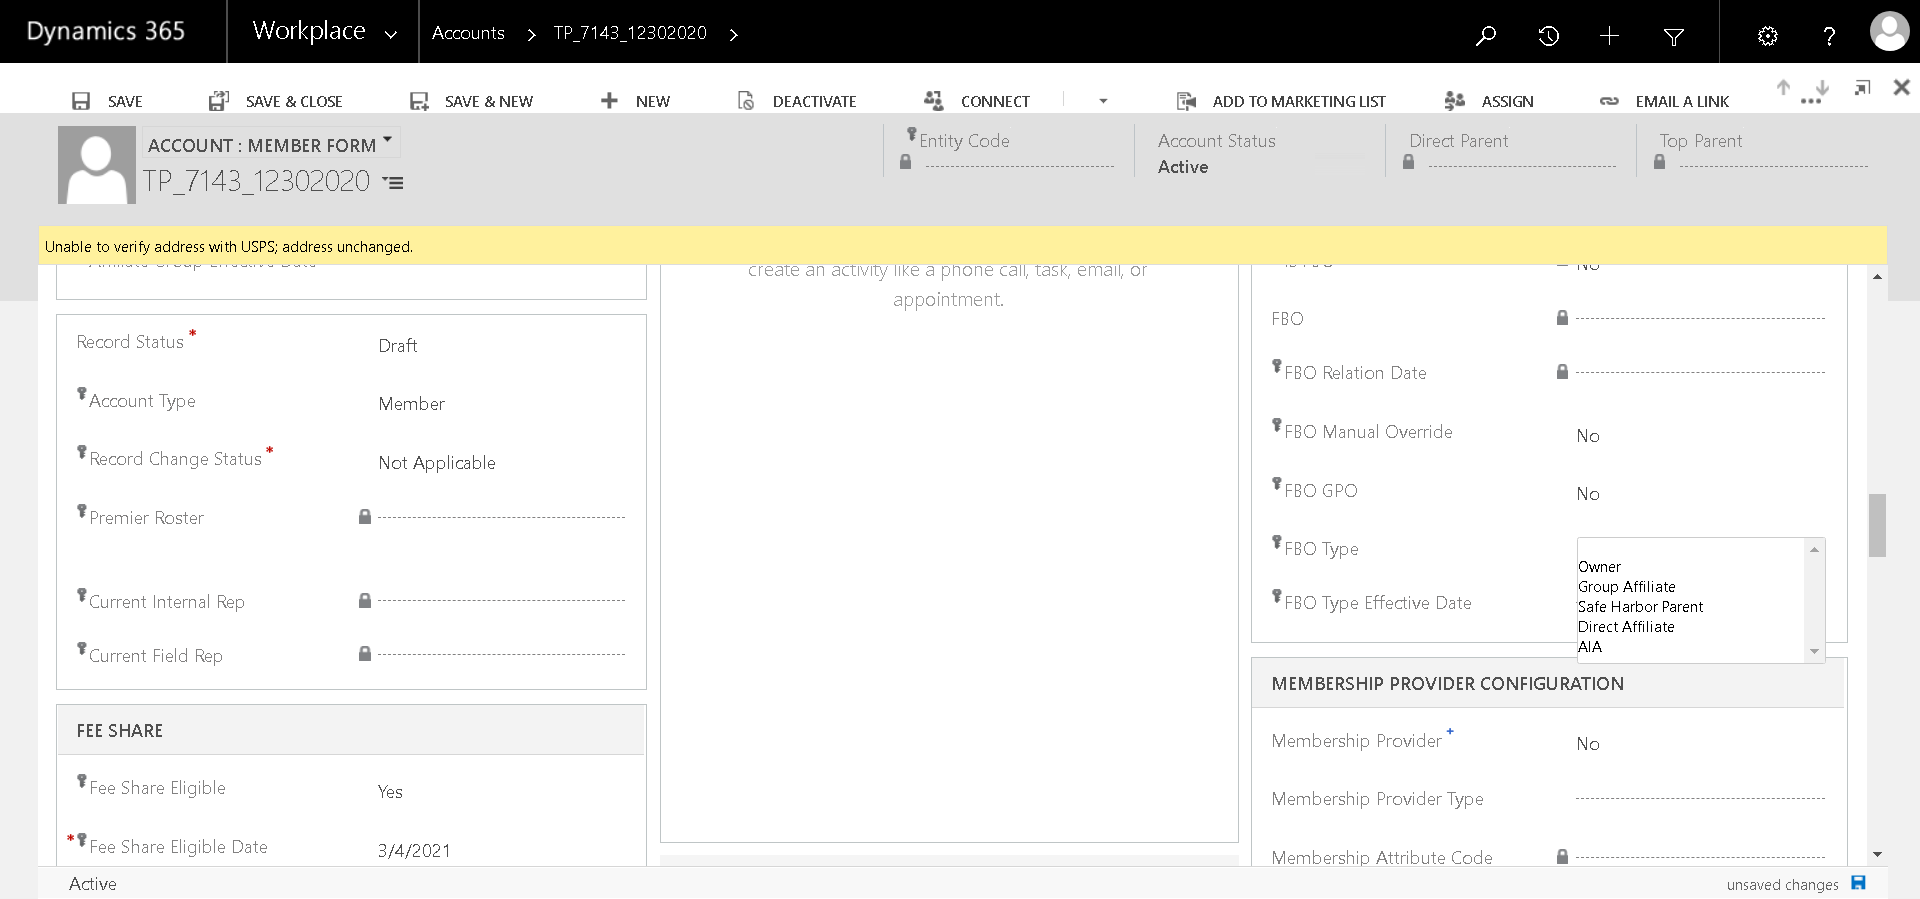 Dynamics 365
Workplace
Accounts
TP_7143_12302020
SAVE
SAVE & CLOSE
SAVE & NEW
NEW
DEACTIVATE
CONNECT
ADD TO MARKETING LIST
ASSIGN
EMAIL A LINK
ACCOUNT : MEMBER FORM
TP_7143_12302020
Entity Code
Account Status
Active
Direct Parent
Top Parent
Unable to verify address with USPS; address unchanged.
Affiliate Group Effective Date
Record Status *
Draft
Account Type
Member
Record Change Status *
Not Applicable
Premier Roster
Current Internal Rep
Current Field Rep
FEE SHARE
Fee Share Eligible
Yes
* Fee Share Eligible Date
3/4/2021
create an activity like a phone call, task, email, or
appointment.
No
FBO
FBO Relation Date
FBO Manual Override
No
FBO GPO
No
FBO Type
Owner
Group Affiliate
Safe Harbor Parent
Direct Affiliate
AIA
FBO Type Effective Date
MEMBERSHIP PROVIDER CONFIGURATION
Membership Provider +
No
Membership Provider Type
Membership Attribute Code
Active
unsaved changes